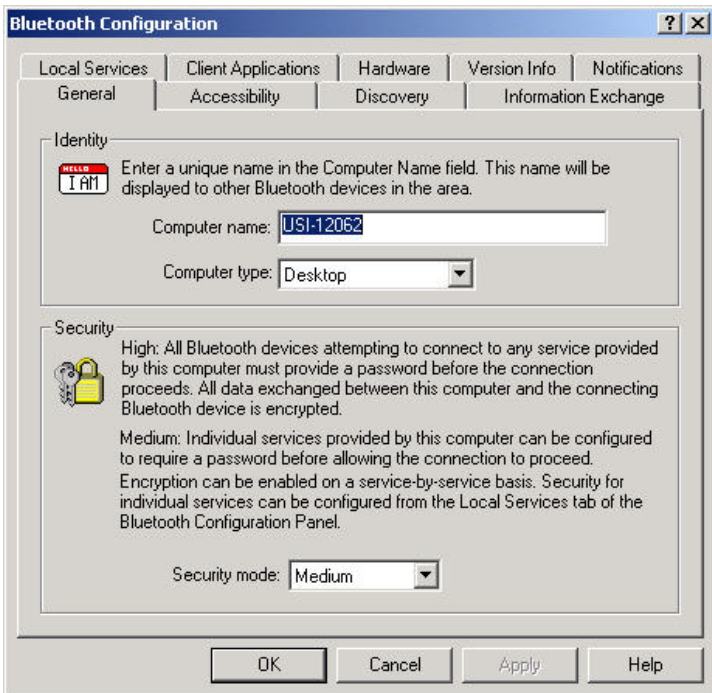 Bluetooth Configuration
Local Services Client Applications Hardware Version Info Notifications
General Accessibility Discovery Information Exchange
Identity
HELLO
I AM
Enter a unique name in the Computer Name field. This name will be
displayed to other Bluetooth devices in the area.
Computer name: USI-12062
Computer type: Desktop
Security
High: All Bluetooth devices attempting to connect to any service provided
by this computer must provide a password before the connection
proceeds. All data exchanged between this computer and the connecting
Bluetooth device is encrypted.
Medium: Individual services provided by this computer can be configured
to require a password before allowing the connection to proceed.
Encryption can be enabled on a service-by-service basis. Security for
individual services can be configured from the Local Services tab of the
Bluetooth Configuration Panel.
Security mode: Medium
OK Cancel Apply Help